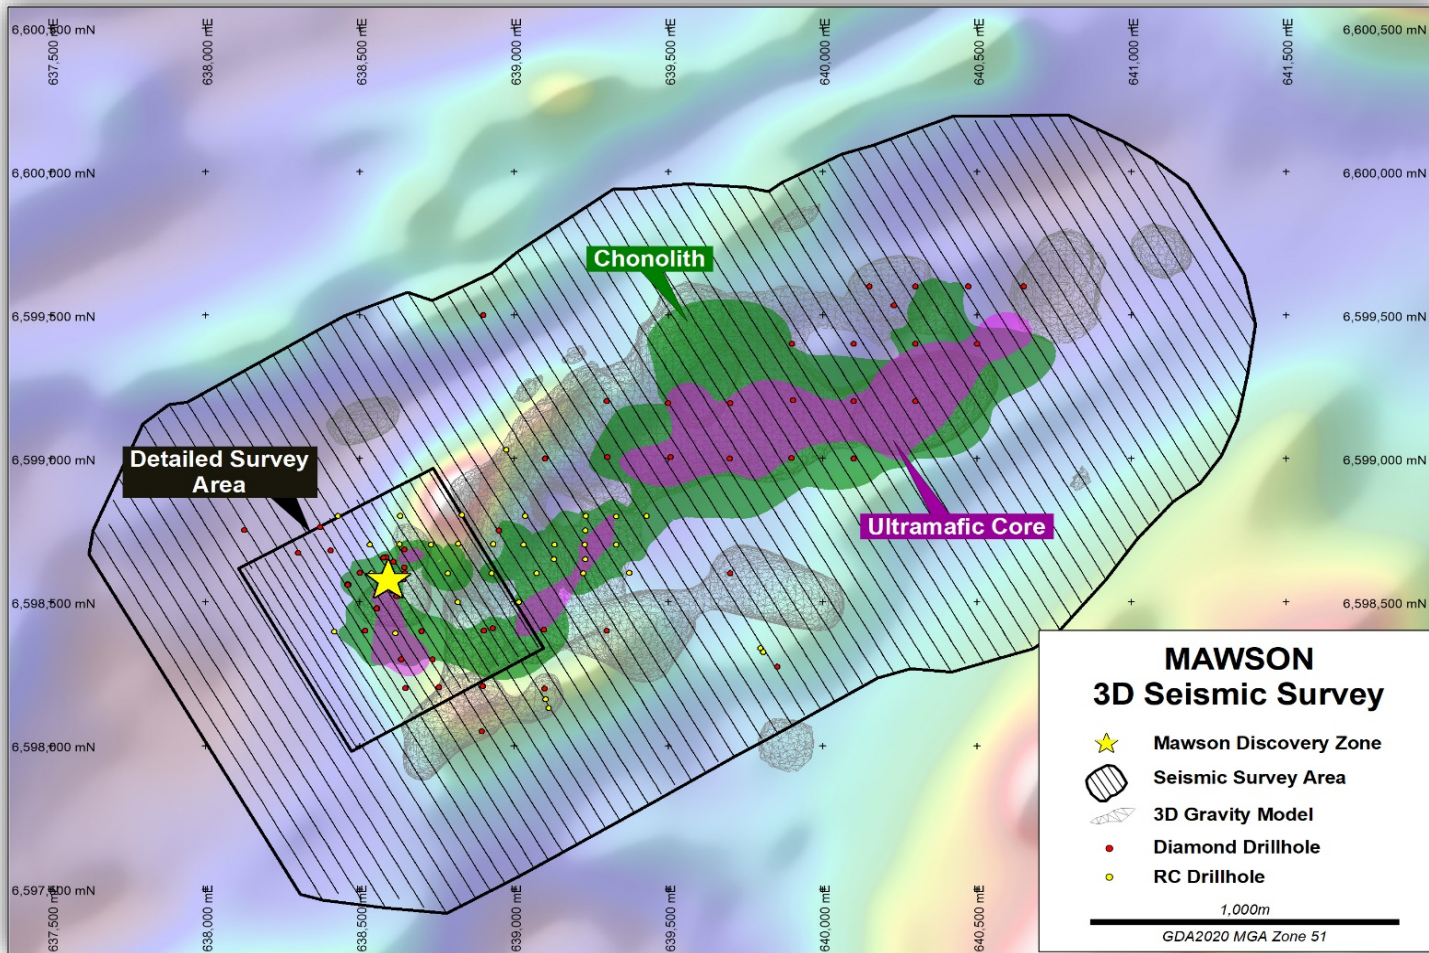 637,500 mE
638,000 mE
638,500 mE
639,000 mE
639,500 mE
640,000 mE
640,500 mE
641,000 mE
641,500 mE
6,600,500 mN
6,600,500 mN
6,600,000 mN
6,600,000 mN
Chonolith
6,599,500 mN
6,599,500 mN
Detailed Survey
Area
6,599,000 mN
6,599,000 mN
Ultramafic Core
6,598,500 mN
6,598,500 mN
MAWSON
3D Seismic Survey
Mawson Discovery Zone
Seismic Survey Area
3D Gravity Model
Diamond Drillhole
RC Drillhole
1,000m
GDA2020 MGA Zone 51
6,598,000 mN
6,597,500 mN
637,500 mE
638,000 mE
638,500 mE
639,000 mE
639,500 mE
640,000 mE
640,500 mE